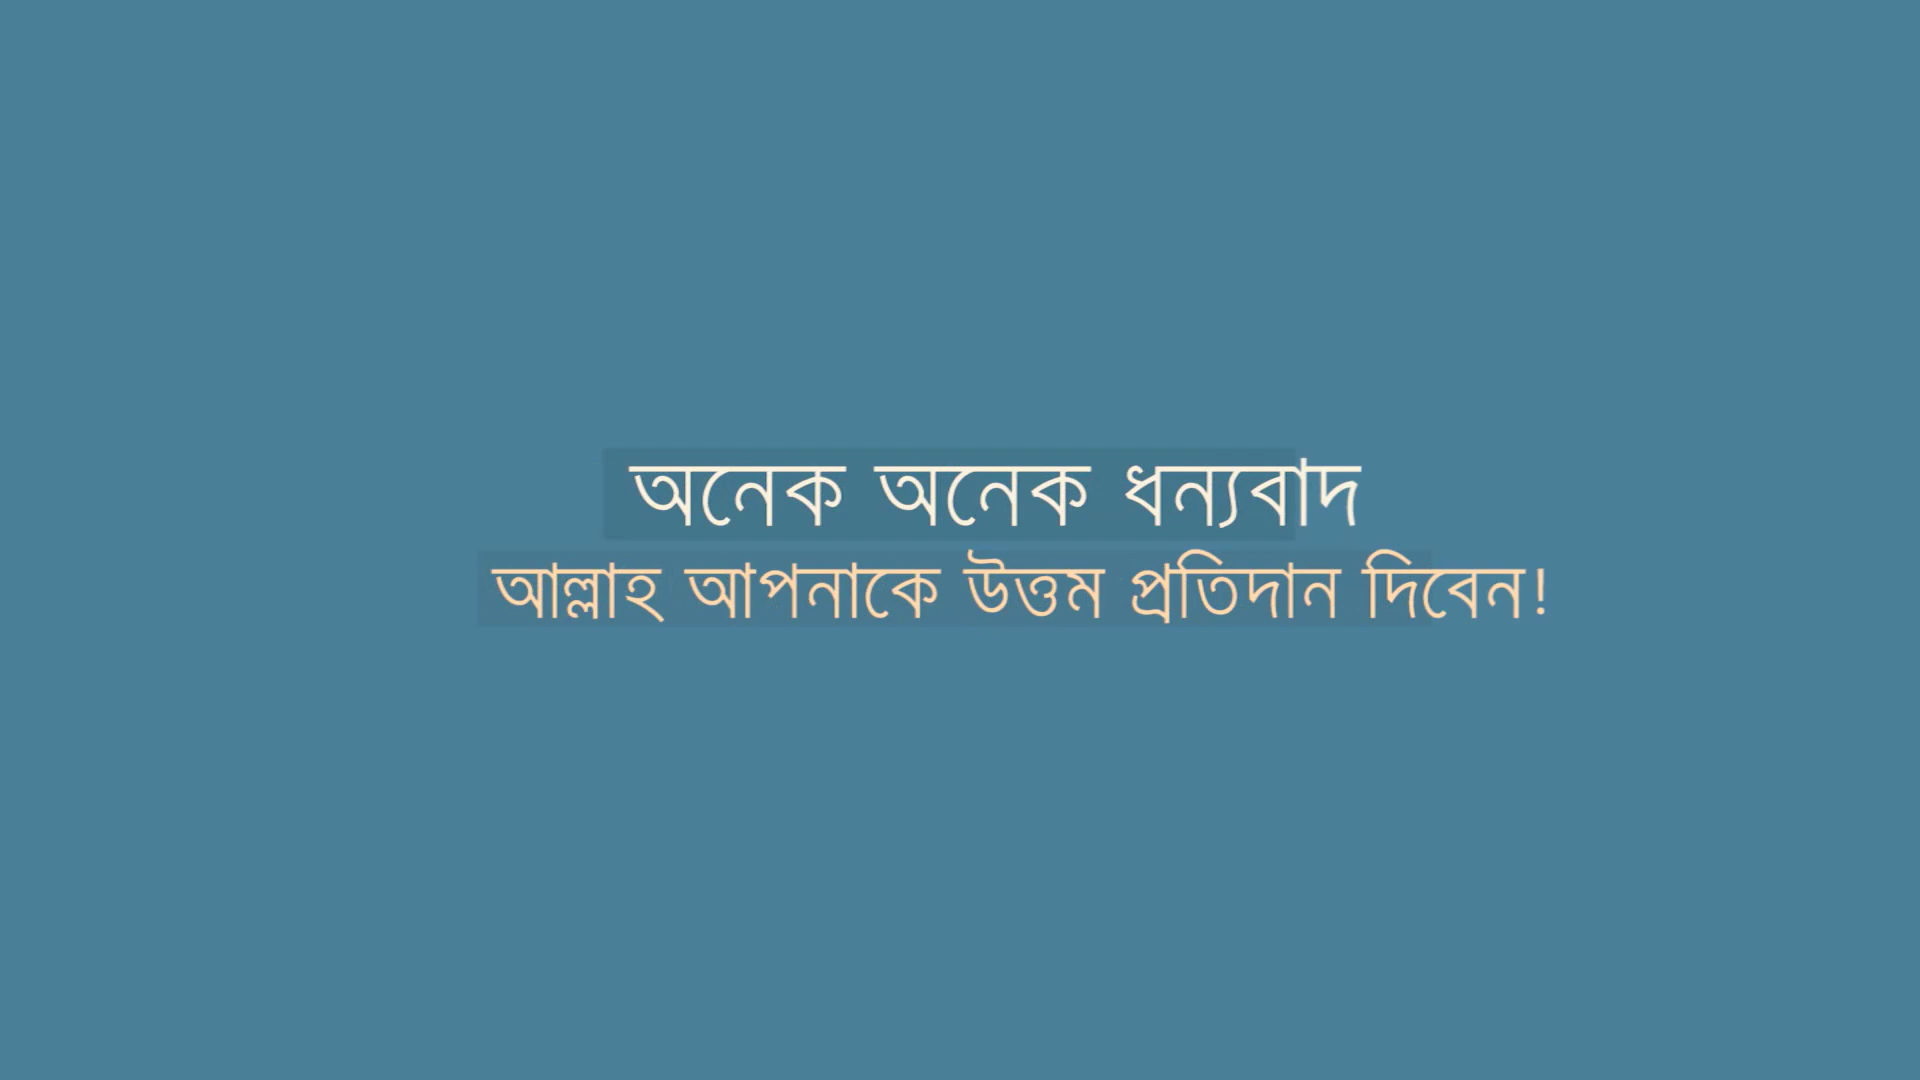 অনেক অনেক ধন্যবাদ
আল্লাহ আপনাকে উত্তম প্রতিদান দিবেন!